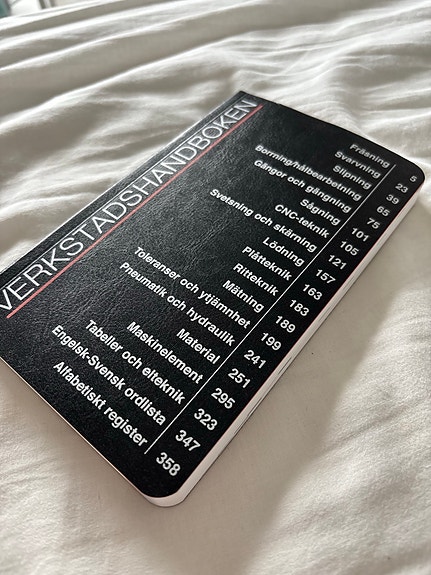 VERKSTADSHANDBOKEN
Fräsning 5
Svarvning 23
Slipning 39
Borrning/hålbearbetning 65
Gängor och gängning 75
Sågning 101
CNC-teknik 105
Svetsning och skärning 121
Lödning 157
Plåtteknik 163
Ritteknik 183
Mätning 189
Toleranser och ytjämnhet 199
Pneumatik och hydraulik 241
Material 251
Maskinelement 295
Tabeller och elteknik 323
Engelsk-Svensk ordlista 347
Alfabetiskt register 358